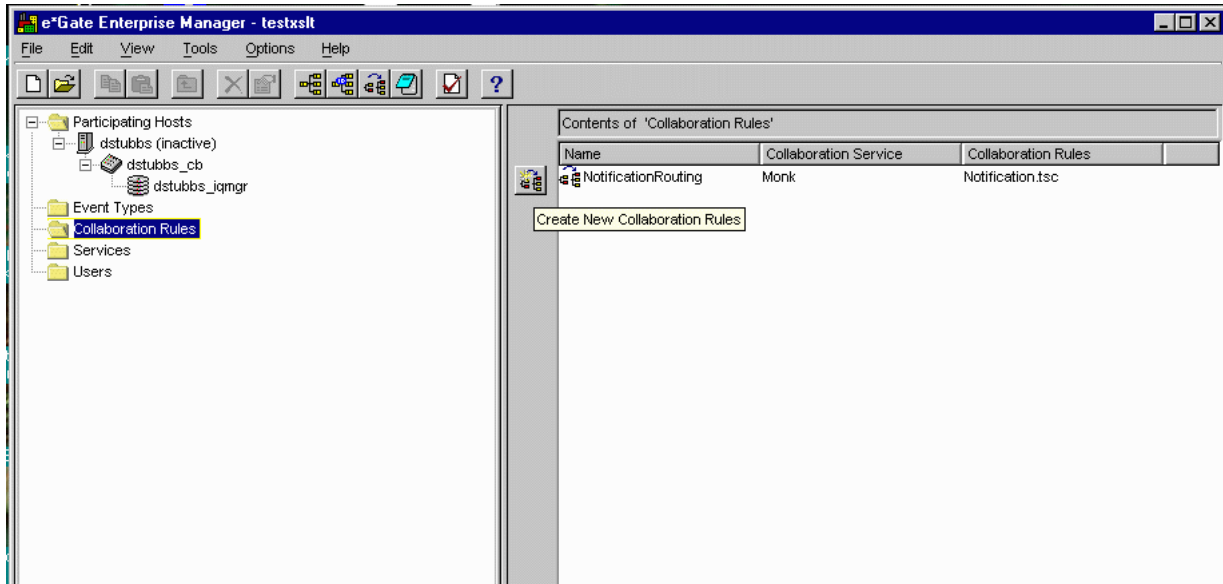 e*Gate Enterprise Manager - testxslt
File Edit View Tools Options Help
?
Participating Hosts
dstubbs (inactive)
dstubbs_cb
dstubbs_iqmgr
Event Types
Collaboration Rules
Services
Users
Contents of 'Collaboration Rules'
Name Collaboration Service Collaboration Rules
NotificationRouting Monk Notification.tsc
Create New Collaboration Rules